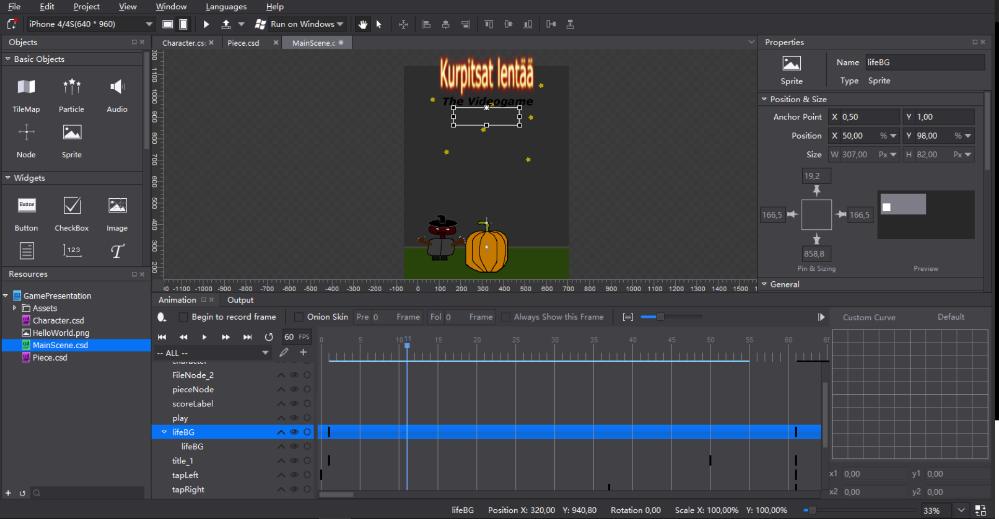 File Edit Project View Window Languages Help
iPhone 4/4S(640 * 960) Run on Windows
Objects
Character.cs Piece.csd MainScene.c
Properties
Basic Objects
TileMap Particle Audio
Node Sprite
Widgets
Button
Button CheckBox Image
123 T
Resources
GamePresentation
Assets
Character.csd
HelloWorld.png
MainScene.csd
Piece.csd
200 1100 1000 900 800 700 600 500 400 300 200
Kurpitsat lentää
The Videogame
-1100 -1000 -900 -800 -700 -600 -500 -400 -300 -200 -100 0 100 200 300 400 500 600 700 800 900 1000 1100 1200 1300 1400 1500
Sprite
Name lifeBG
Type Sprite
Position & Size
Anchor Point X 0,50 Y 1,00
Position X 50,00 % Y 98,00 %
Size W 307,00 Px H 82,00 Px
19,2
166,5 166,5
858,8
Pin & Sizing Preview
General
Animation Output
Begin to record frame Onion Skin Pre 0 Frame Fol 0 Frame Always Show this Frame
Custom Curve Default
60 FPS
0 5 10 11 15 20 25 30 35 40 45 50 55 60 65
-- ALL --
character
FileNode_2
pieceNode
scoreLabel
play
lifeBG
lifeBG
title_1
tapLeft
tapRight
x1 0,00 y1 0,00
x2 0,00 y2 0,00
lifeBG Position X: 320,00 Y: 940,80 Rotation 0,00 Scale X: 100,00% Y: 100,00% 33%